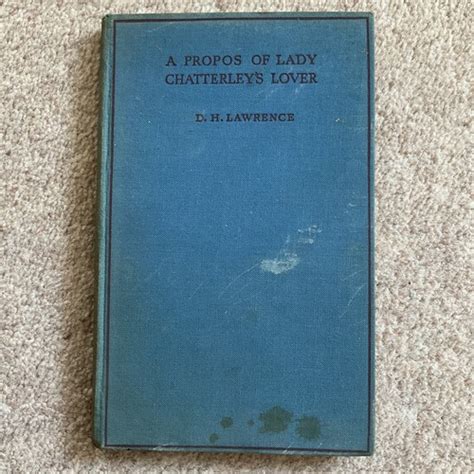 A PROPOS OF LADY
CHATTERLEY'S LOVER
D. H. LAWRENCE